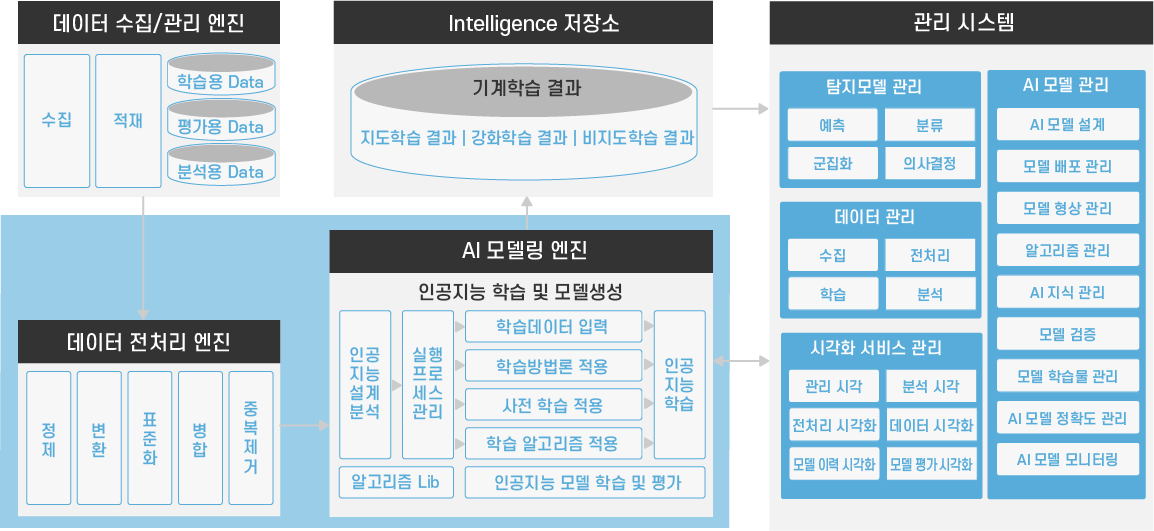 데이터 수집/관리 엔진
수집
적재
학습용 Data
평가용 Data
분석용 Data
Intelligence 저장소
기계학습 결과
지도학습 결과 | 강화학습 결과 | 비지도학습 결과
데이터 전처리 엔진
정제
변환
표준화
병합
중복제거
AI 모델링 엔진
인공지능 학습 및 모델생성
인공
지능
설계
분석
실행
프로
세스
관리
학습데이터 입력
학습방법론 적용
사전 학습 적용
학습 알고리즘 적용
인공
지능
학습
알고리즘 Lib
인공지능 모델 학습 및 평가
관리 시스템
탐지모델 관리
예측
분류
군집화
의사결정
데이터 관리
수집
전처리
학습
분석
시각화 서비스 관리
관리 시각
분석 시각
전처리 시각화
데이터 시각화
모델 이력 시각화
모델 평가 시각화
AI 모델 관리
AI 모델 설계
모델 배포 관리
모델 형상 관리
알고리즘 관리
AI 지식 관리
모델 검증
모델 학습물 관리
AI 모델 정확도 관리
AI 모델 모니터링